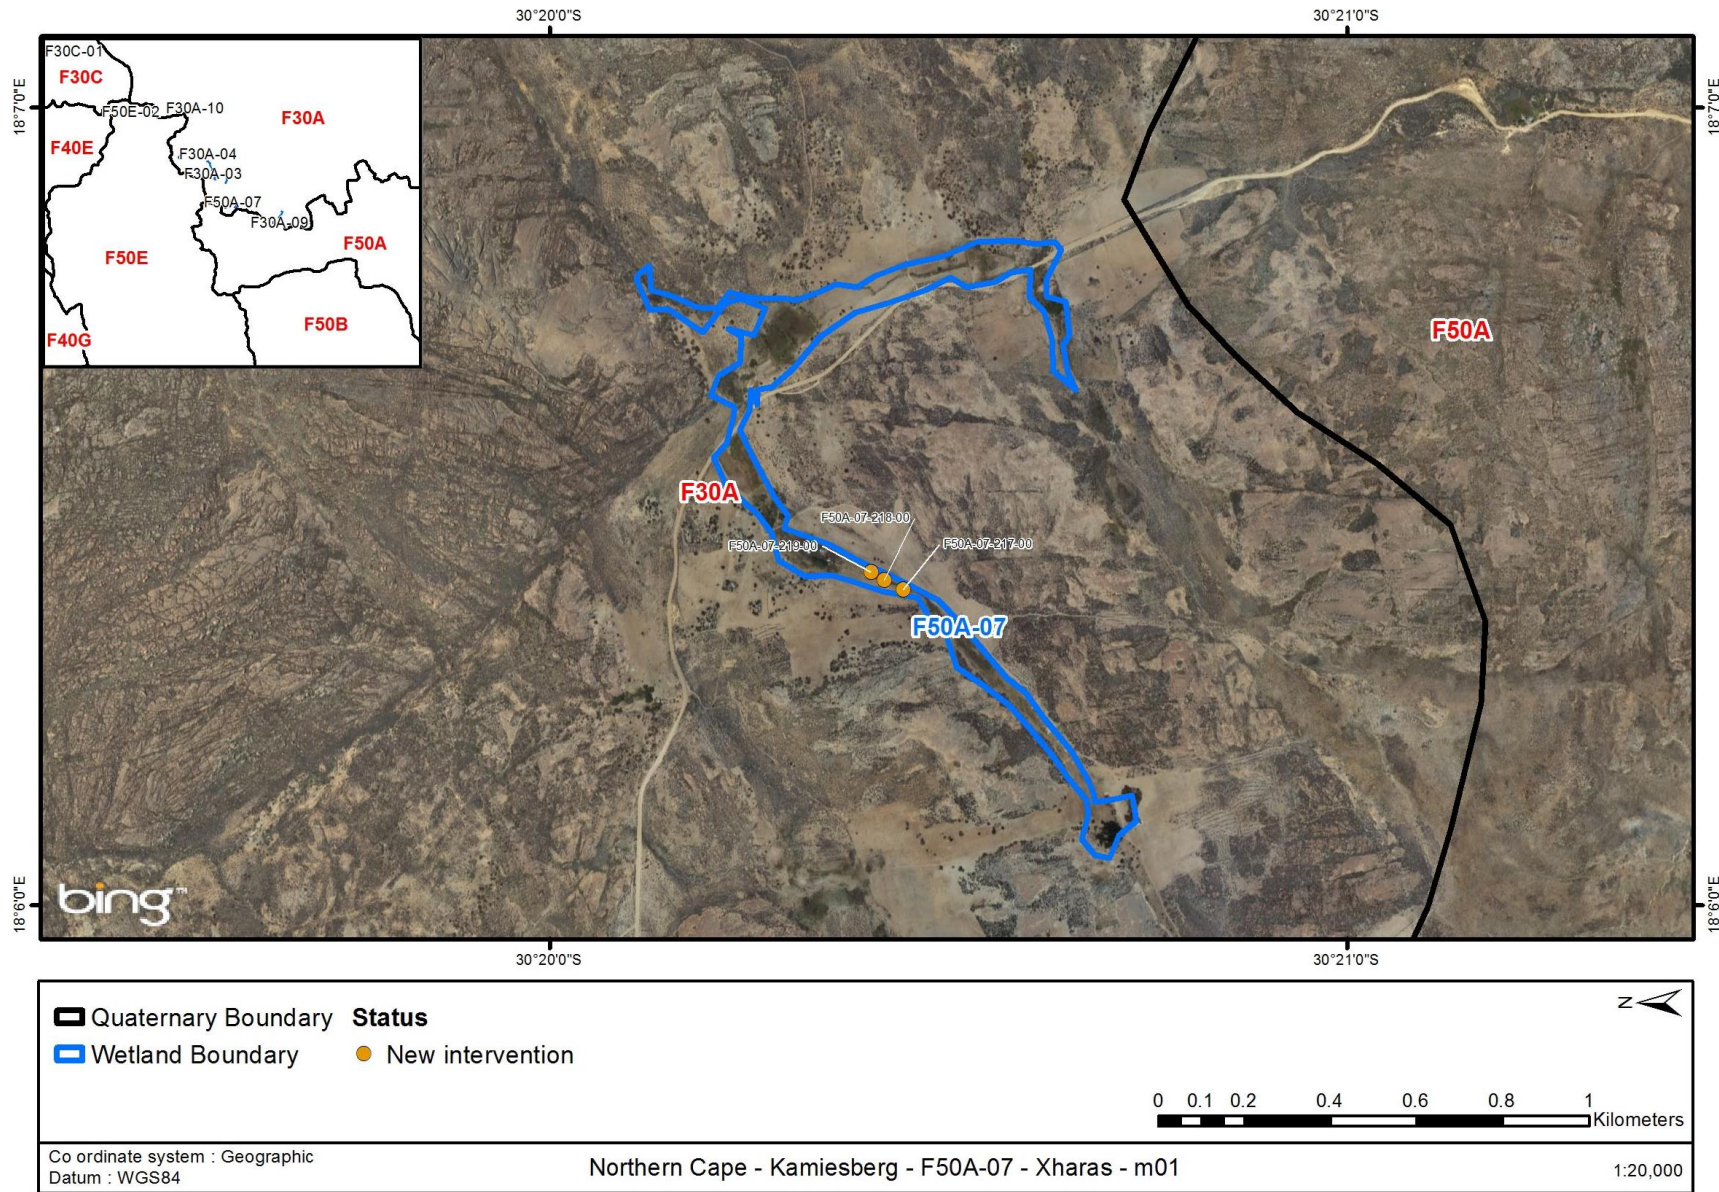 30°20'0"S
30°21'0"S
18°7'0"E
18°7'0"E
F30C-01
F30C
F50E-02
F30A-10
F30A
F40E
F30A-04
F30A-03
F50A-07
F30A-09
F50A
F50E
F50B
F40G
F50A
F30A
F50A-07-218-00
F50A-07-219-00
F50A-07-217-00
F50A-07
bing™
18°6'0"E
18°6'0"E
30°20'0"S
30°21'0"S
Quaternary Boundary
Status
Wetland Boundary
New intervention
N
0 0.1 0.2 0.4 0.6 0.8 1
Kilometers
Co ordinate system : Geographic
Datum : WGS84
Northern Cape - Kamiesberg - F50A-07 - Xharas - m01
1:20,000